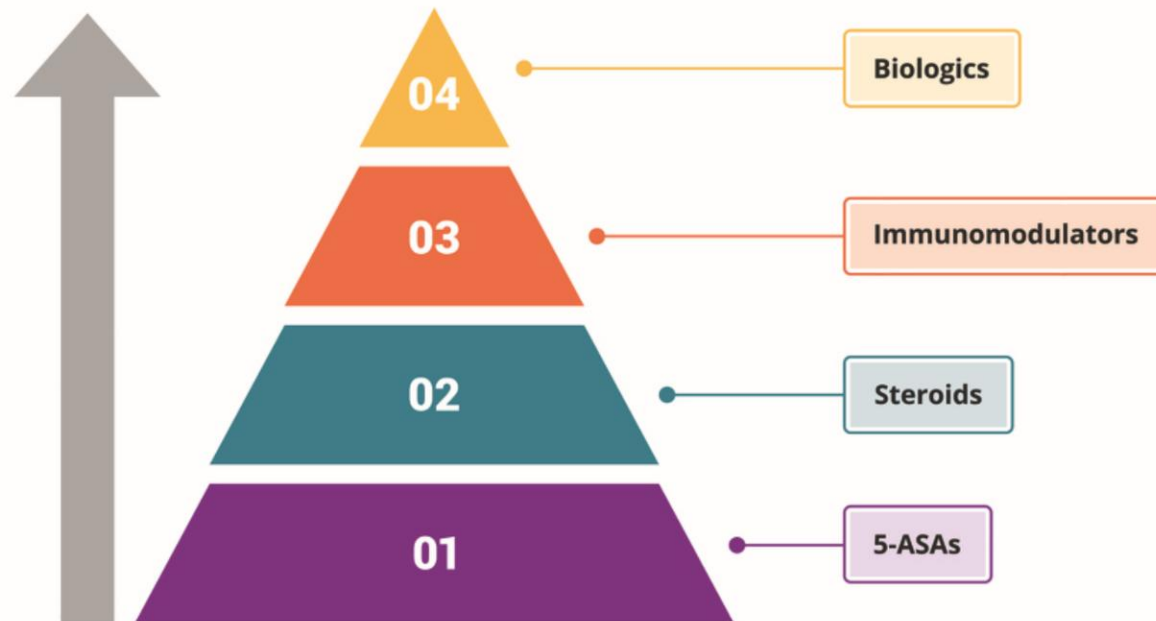 04
Biologics
03
Immunomodulators
02
Steroids
01
5-ASAs